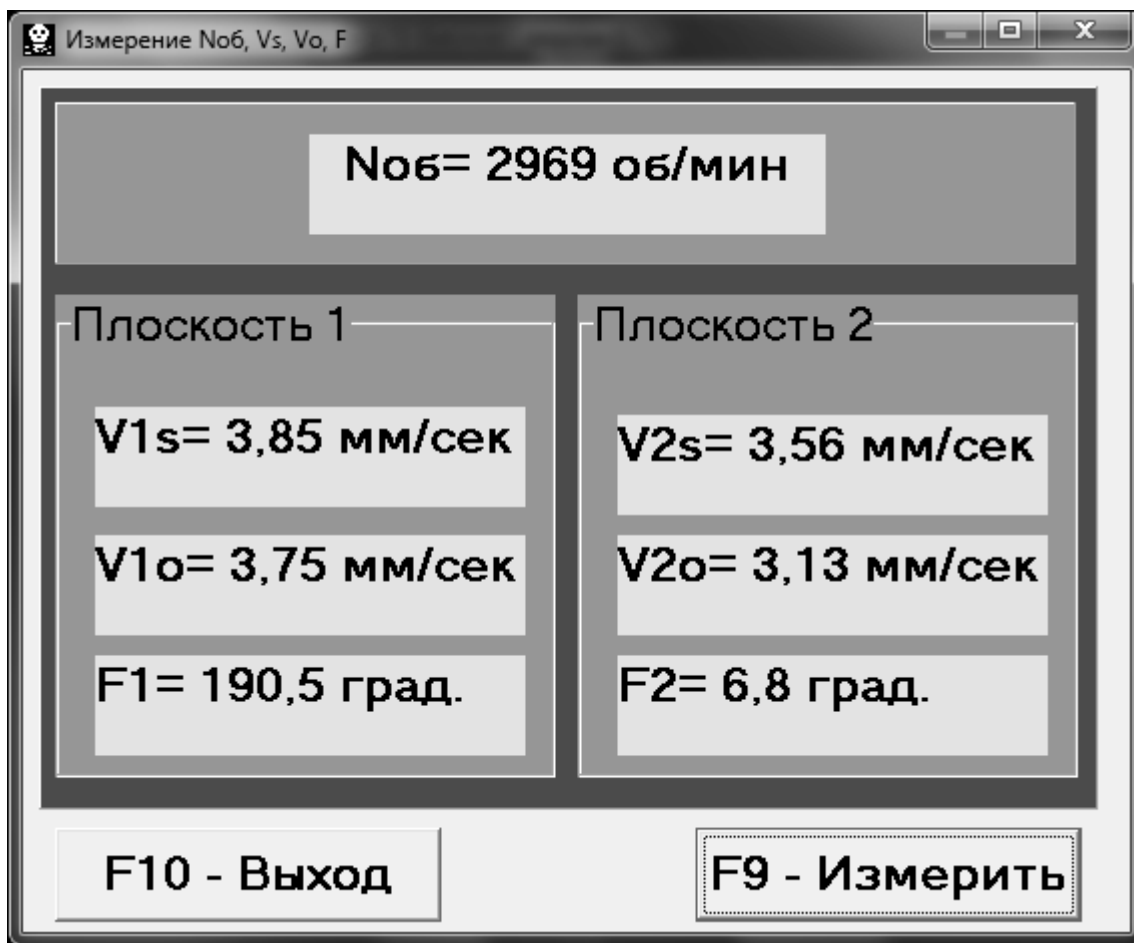 Измерение Nоб, Vs, Vo, F
Nоб= 2969 об/мин
Плоскость 1
V1s= 3,85 мм/сек
V1o= 3,75 мм/сек
F1= 190,5 град.
Плоскость 2
V2s= 3,56 мм/сек
V2o= 3,13 мм/сек
F2= 6,8 град.
F10 - Выход
F9 - Измерить